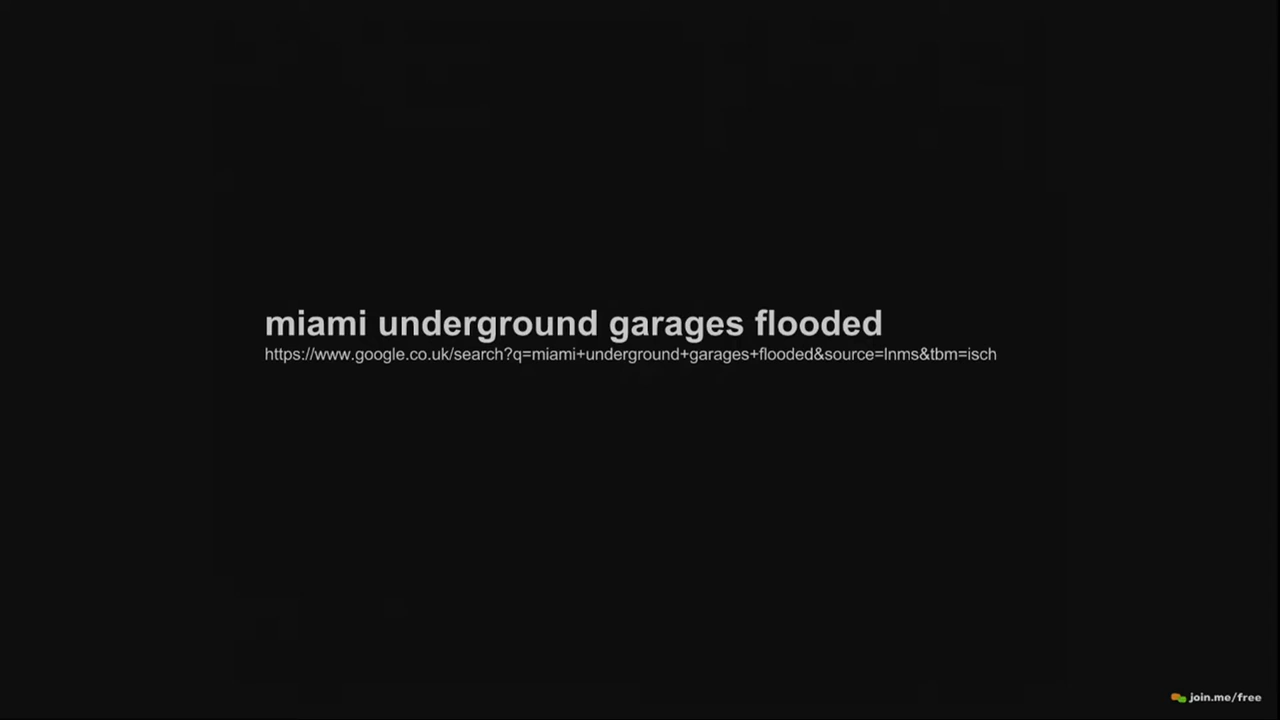 miami underground garages flooded
https://www.google.co.uk/search?q=miami+underground+garages+flooded&source=lnms&tbm=isch
join.me/free